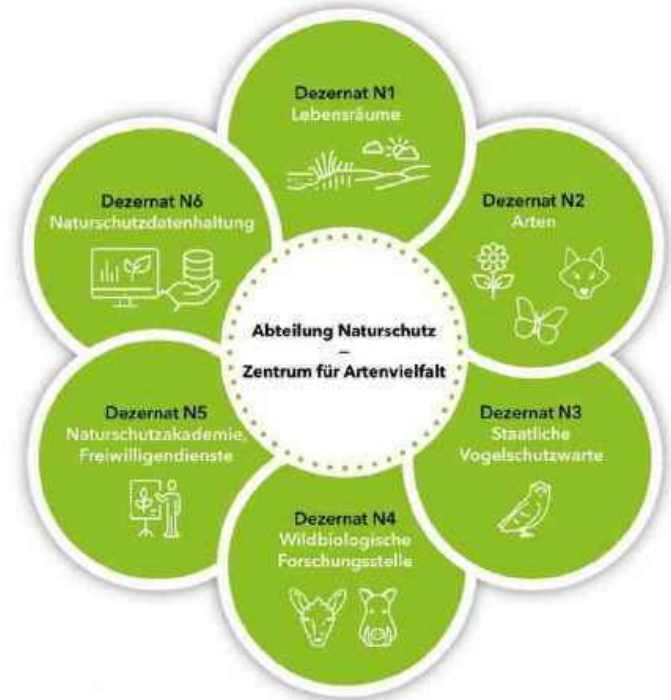 Dezernat N1
Lebensräume
Dezernat N2
Arten
Dezernat N3
Staatliche
Vogelschutzwarte
Dezernat N4
Wildbiologische
Forschungsstelle
Dezernat N5
Naturschutzakademie,
Freiwilligendienste
Dezernat N6
Naturschutzdatenhaltung
Abteilung Naturschutz
–
Zentrum für Artenvielfalt